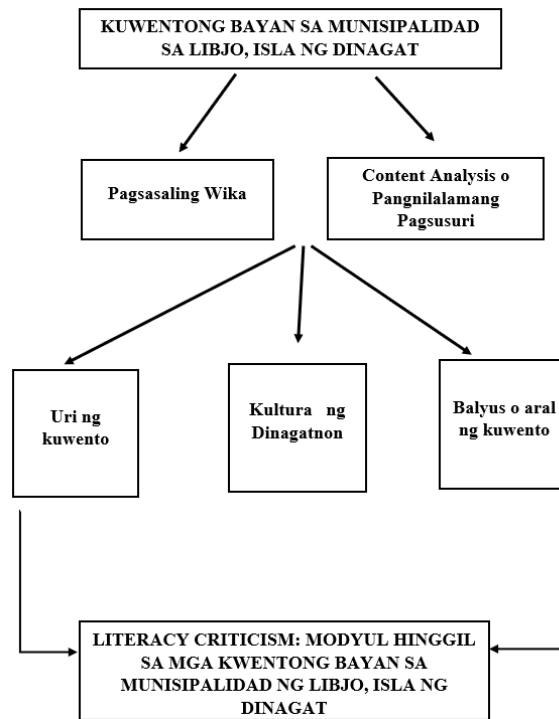 KUWENTONG BAYAN SA MUNISIPALIDAD
SA LIBJO, ISLA NG DINAGAT
Pagsasaling Wika
Content Analysis o
Pangnilalamang
Pagsusuri
Uri ng
kuwento
Kultura ng
Dinagatnon
Balyus o aral
ng kuwento
LITERACY CRITICISM: MODYUL HINGGIL
SA MGA KWENTONG BAYAN SA
MUNISIPALIDAD NG LIBJO, ISLA NG
DINAGAT